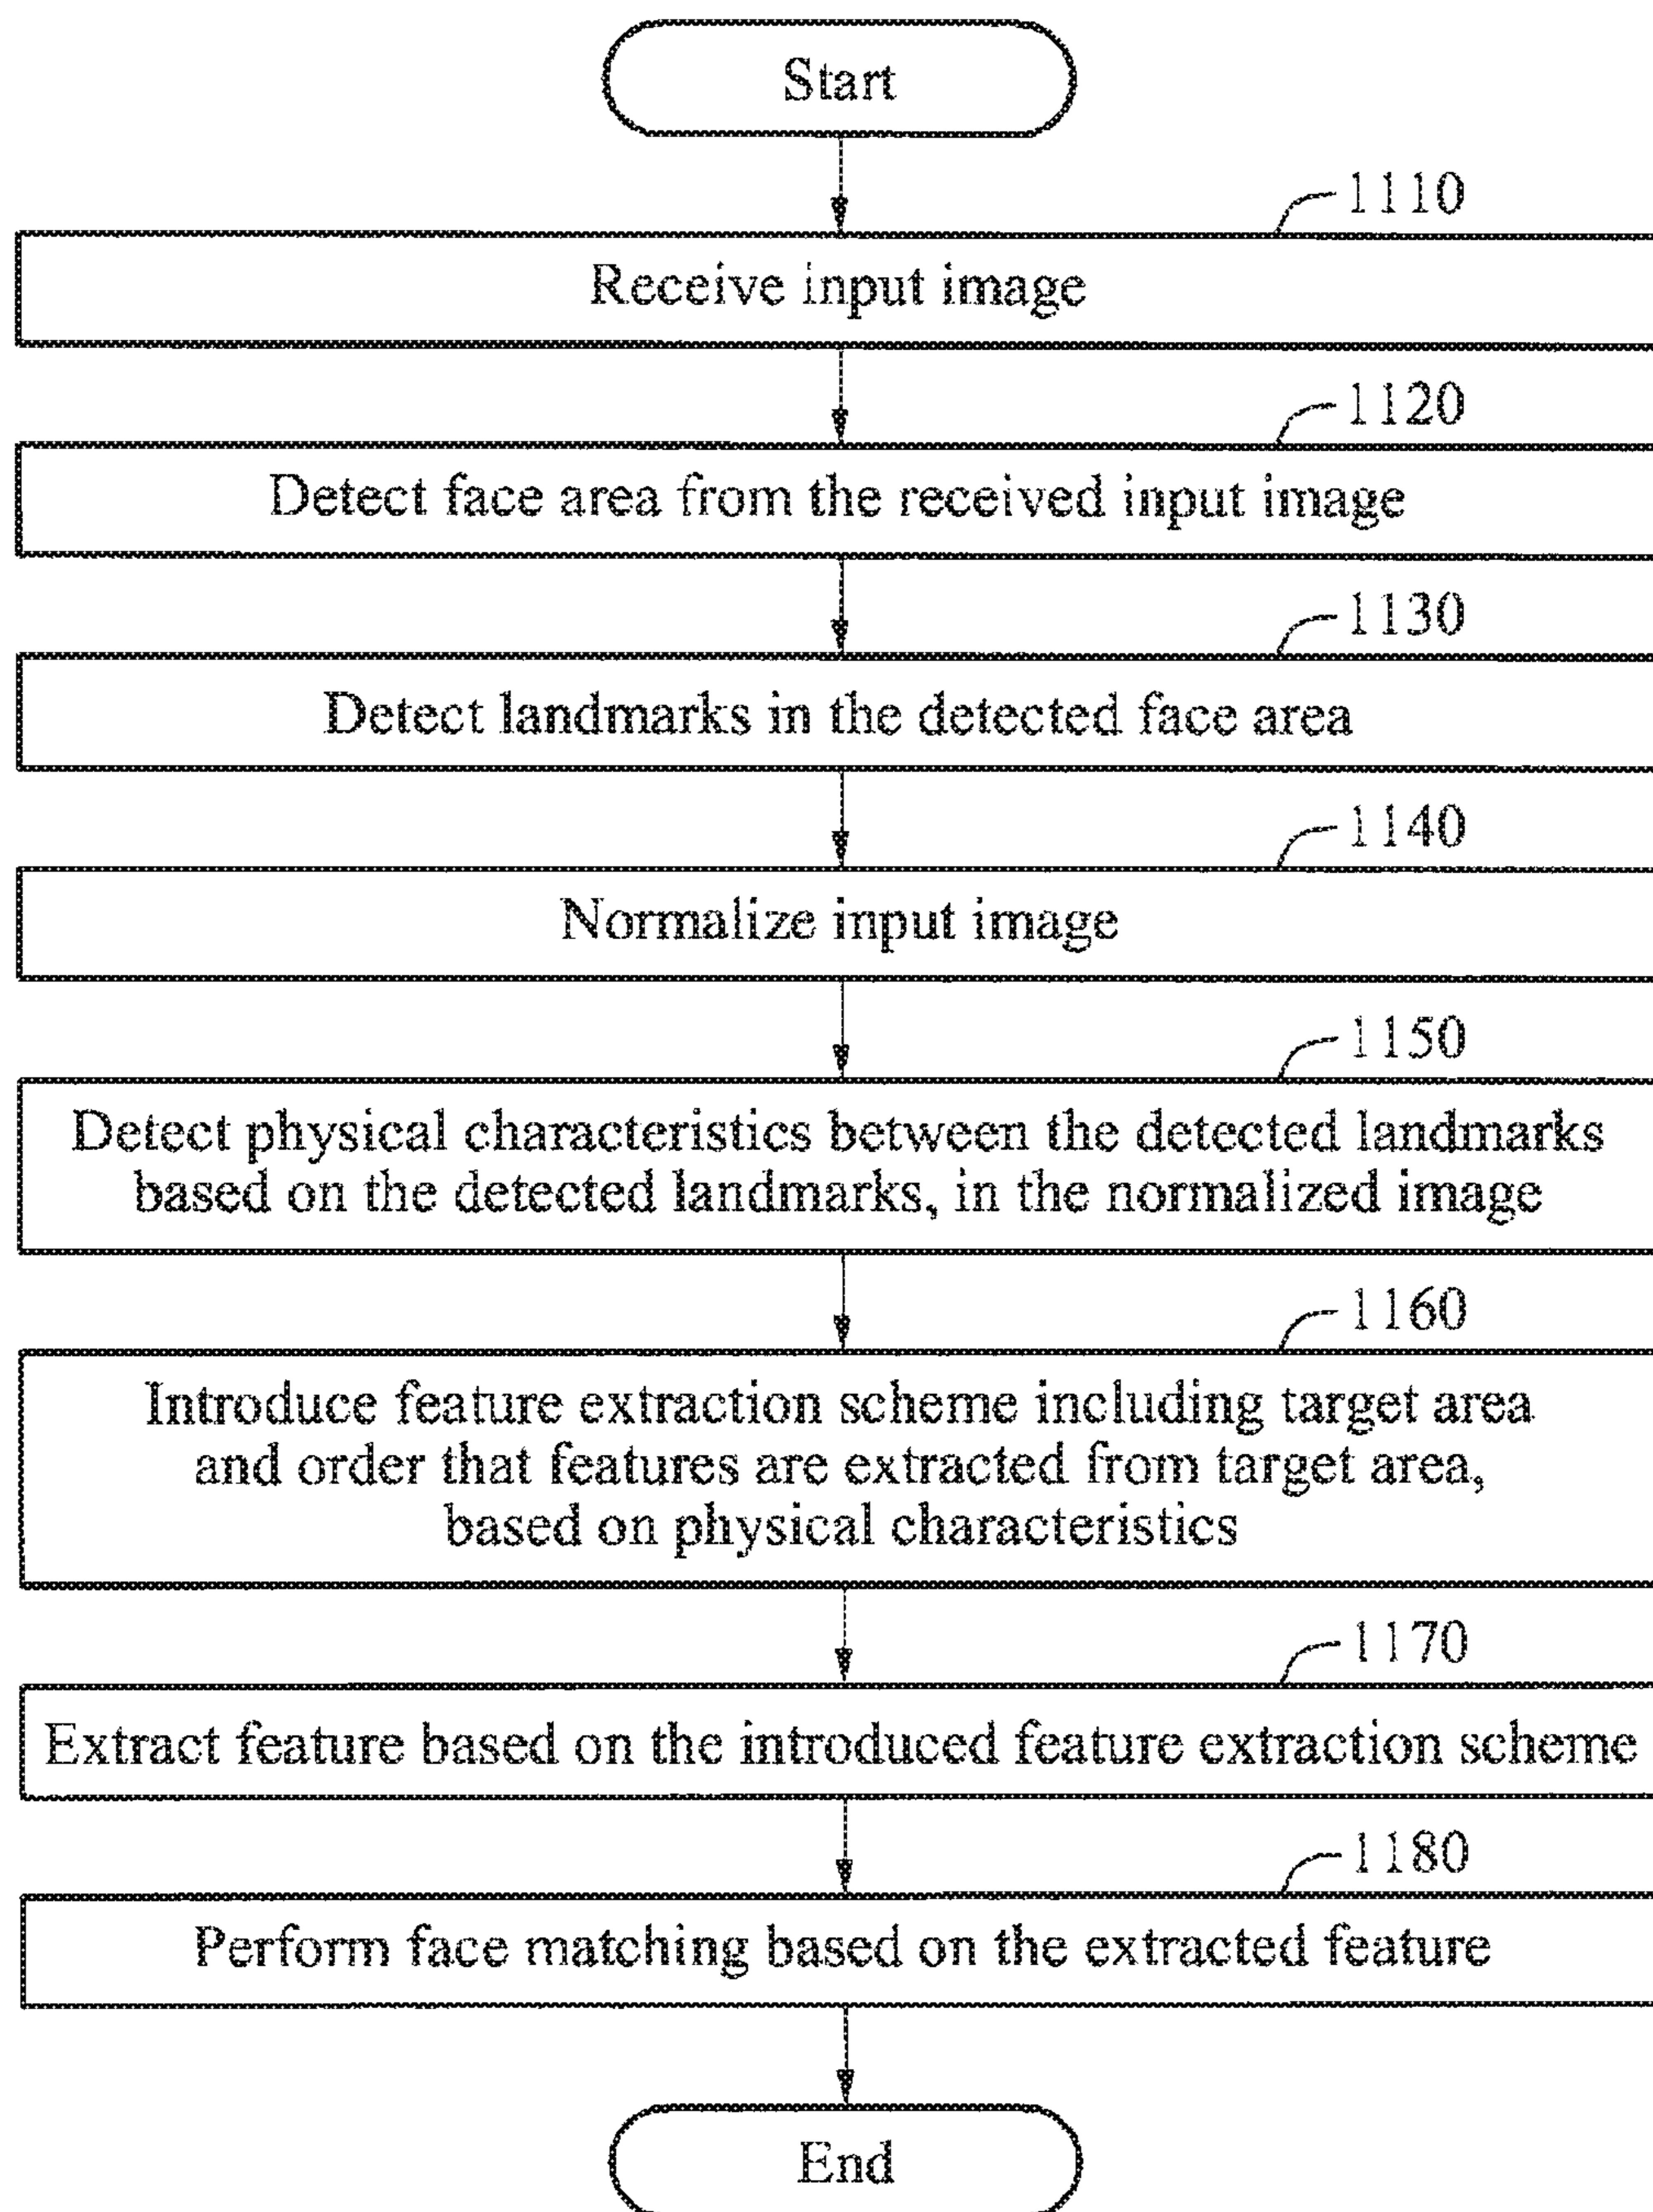 Start
1110
Receive input image
1120
Detect face area from the received input image
1130
Detect landmarks in the detected face area
1140
Normalize input image
1150
Detect physical characteristics between the detected landmarks
based on the detected landmarks, in the normalized image
1160
Introduce feature extraction scheme including target area
and order that features are extracted from target area,
based on physical characteristics
1170
Extract feature based on the introduced feature extraction scheme
1180
Perform face matching based on the extracted feature
End